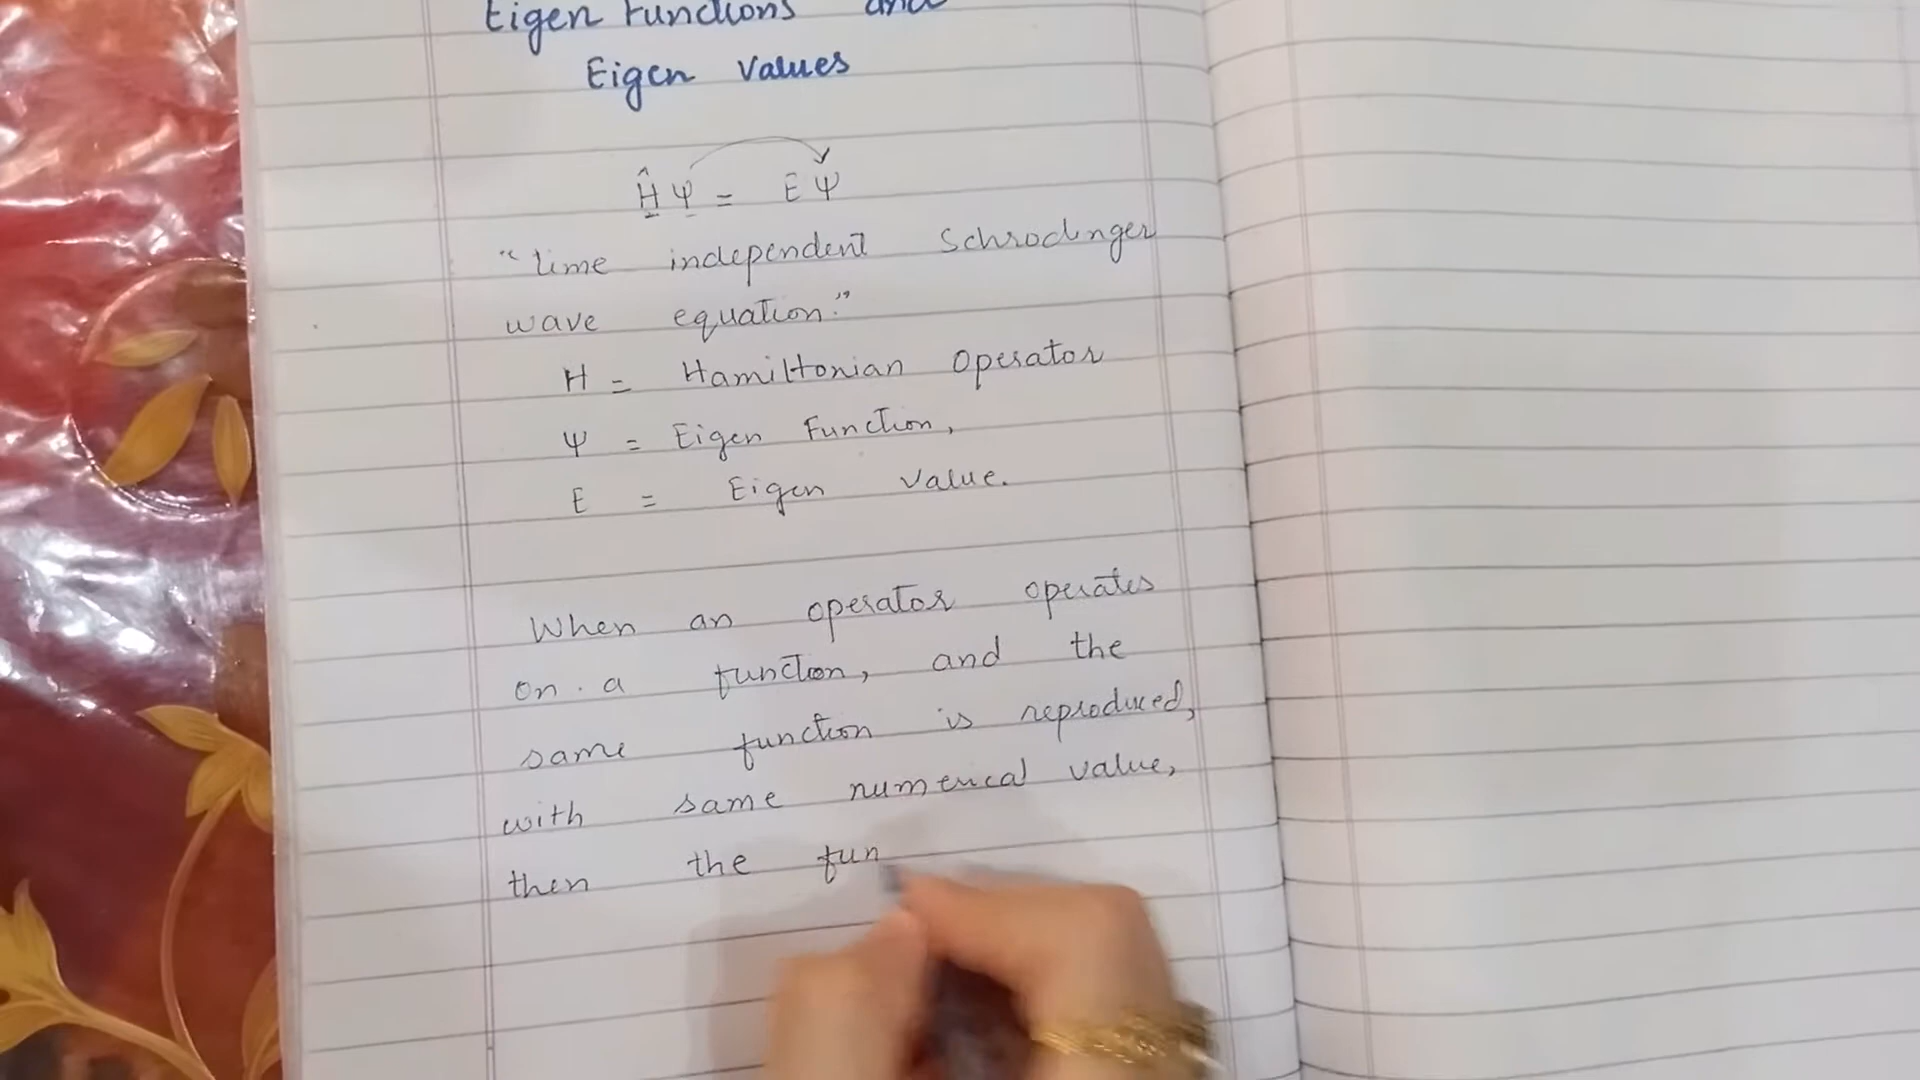 Eigen Functions and
Eigen Values
ĤΨ = EΨ
"time independent Schrodinger
wave equation."
H = Hamiltonian Operator
Ψ = Eigen Function,
E = Eigen Value.
When an operator operates
on a function, and the
same function is reproduced,
with same numerical value,
then the fun